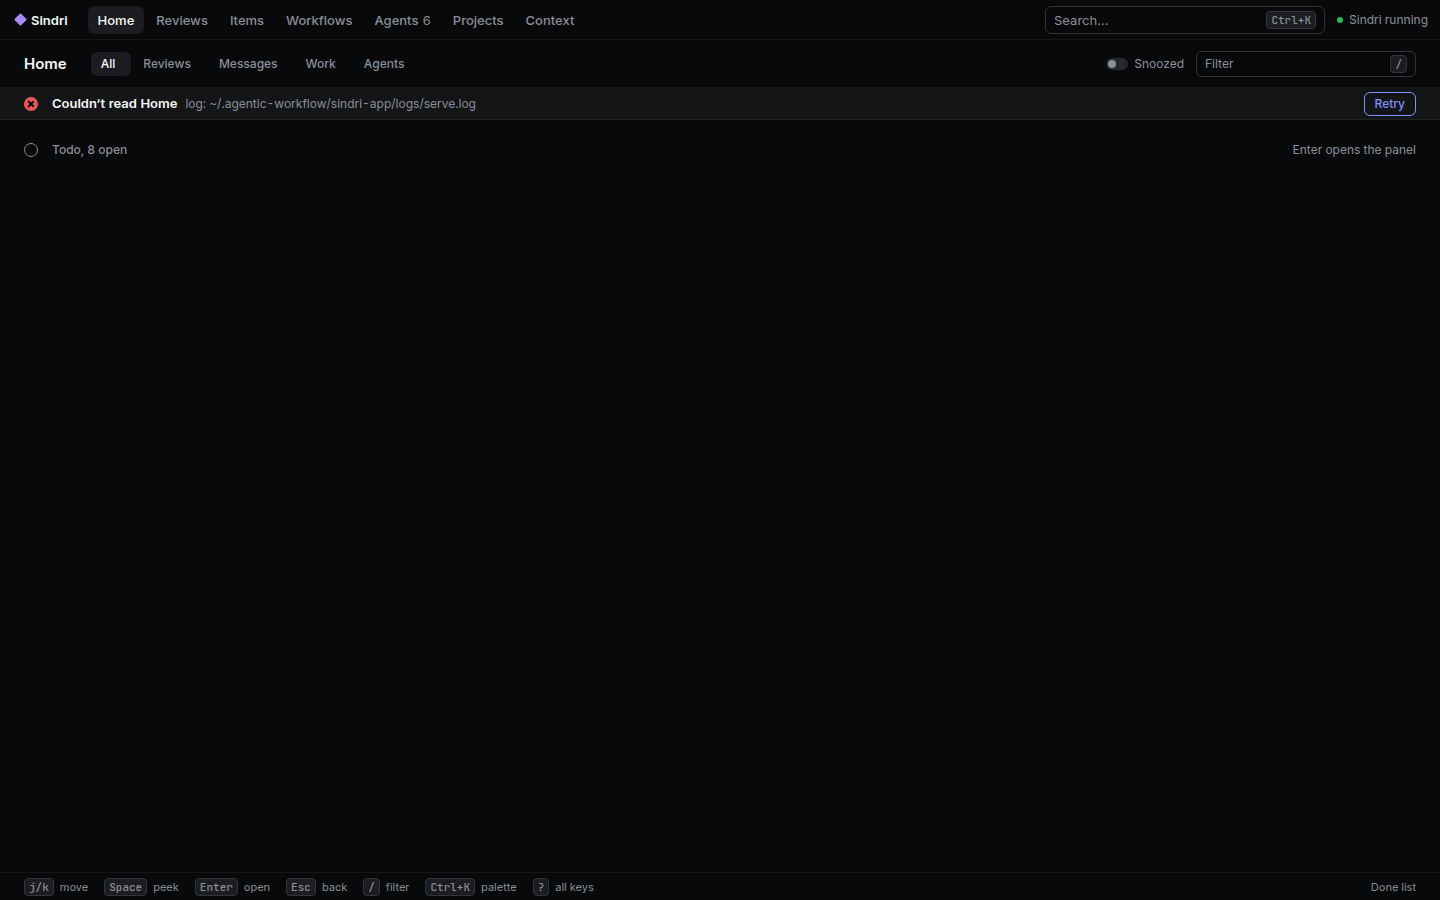 Sindri Home Reviews Items Workflows Agents 6 Projects Context Search... Ctrl+K Sindri running
Home All Reviews Messages Work Agents Snoozed Filter /
Couldn't read Home log: ~/.agentic-workflow/sindri-app/logs/serve.log Retry
Todo, 8 open Enter opens the panel
j/k move Space peek Enter open Esc back / filter Ctrl+K palette ? all keys Done list